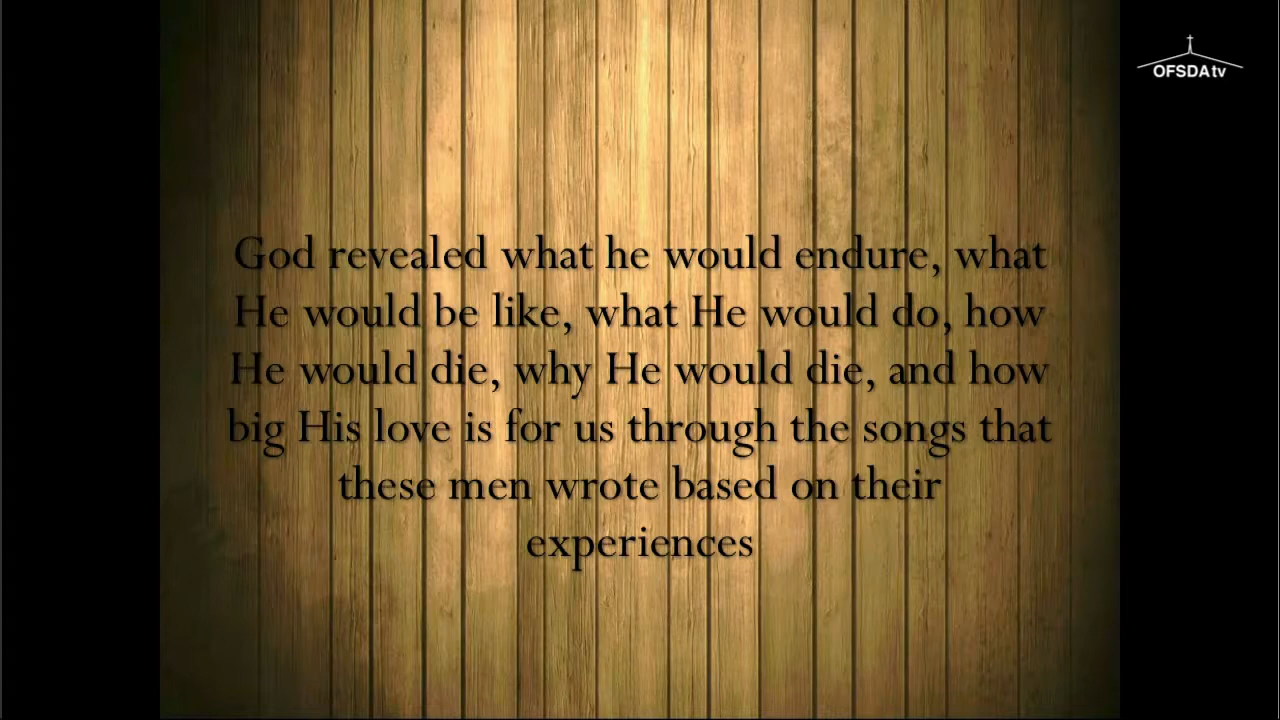 OFSDAtv
God revealed what he would endure, what
He would be like, what He would do, how
He would die, why He would die, and how
big His love is for us through the songs that
these men wrote based on their
experiences